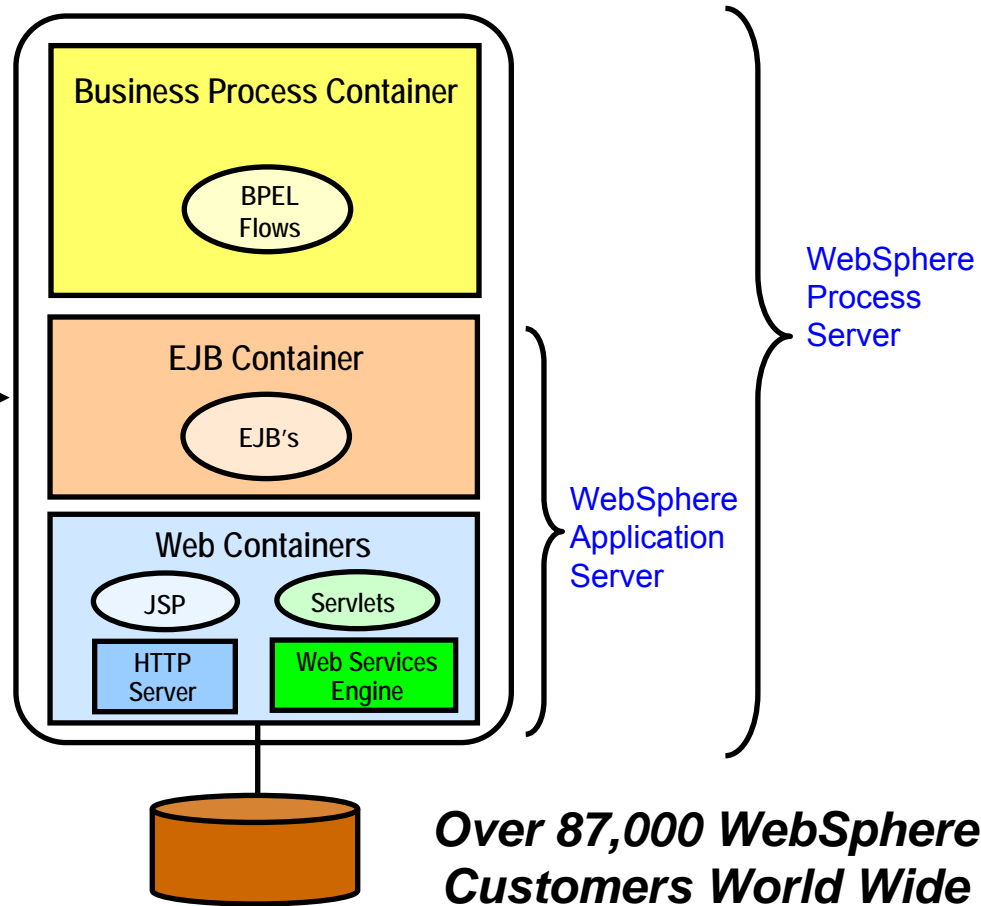 Business Process Container
BPEL
Flows
WebSphere
Process
Server
EJB Container
EJB's
WebSphere
Application
Server
Web Containers
JSP
Servlets
HTTP
Server
Web Services
Engine
Over 87,000 WebSphere
Customers World Wide